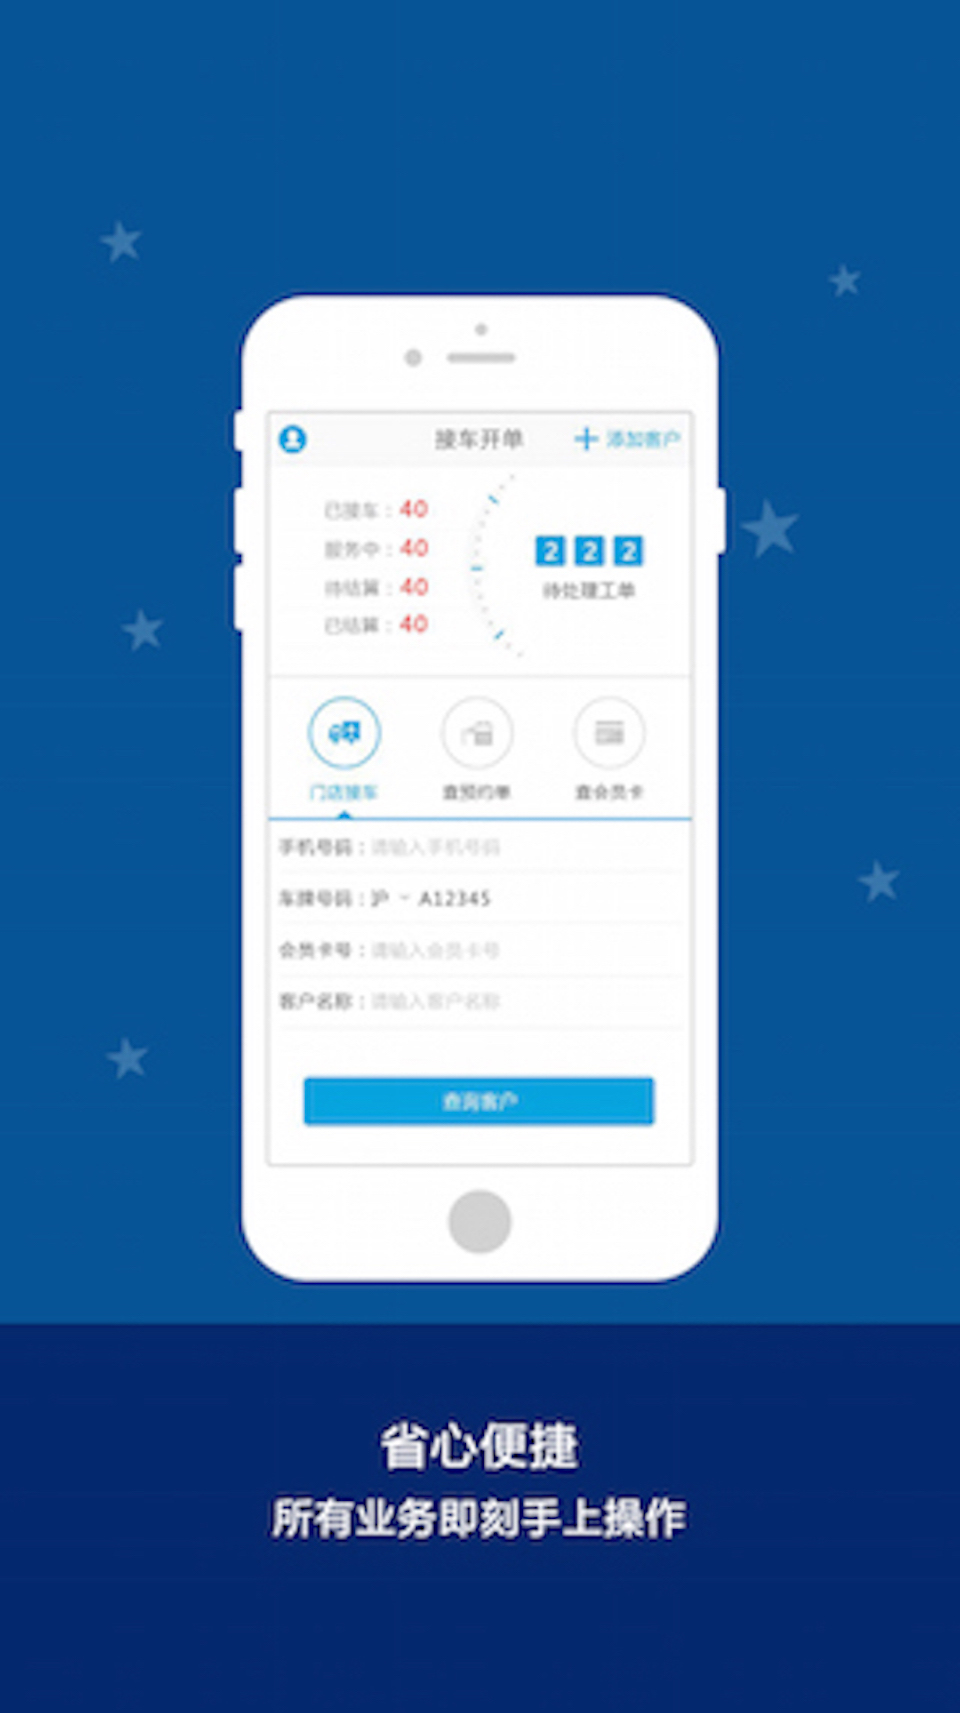 接车开单
添加客户
已接车：40
服务中：40
待结算：40
已结算：40
2 2 2
待处理工单
门店接车
查预约单
查会员卡
手机号码：请输入手机号码
车牌号码：沪 - A12345
会员卡号：请输入会员卡号
客户名称：请输入客户名称
查询客户
省心便捷
所有业务即刻手上操作